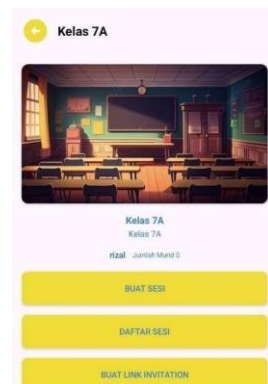 Kelas 7A
Kelas 7A
Kelas 7A
rizal Jumlah Murid 0
BUAT SESI
DAFTAR SESI
BUAT LINK INVITATION